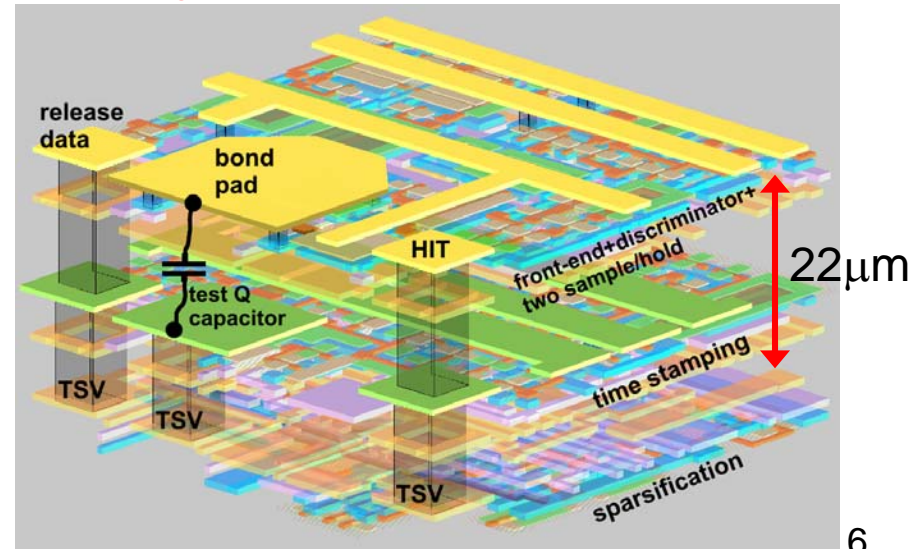 release
data
bond
pad
HIT
front-end+discriminator+
two sample/hold
22μm
test Q
capacitor
time stamping
TSV
TSV
TSV
sparsification
6